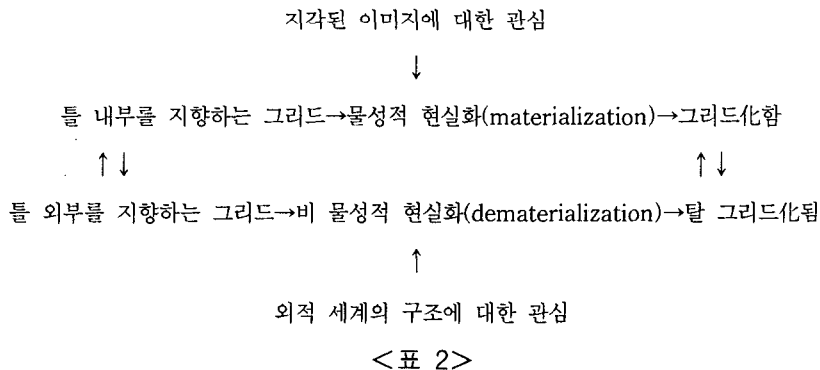 지각된 이미지에 대한 관심
↓
틀 내부를 지향하는 그리드→물성적 현실화(materialization)→그리드化함
↑↓ ↑↓
틀 외부를 지향하는 그리드→비 물성적 현실화(dematerialization)→탈 그리드化됨
↑
외적 세계의 구조에 대한 관심
<표 2>